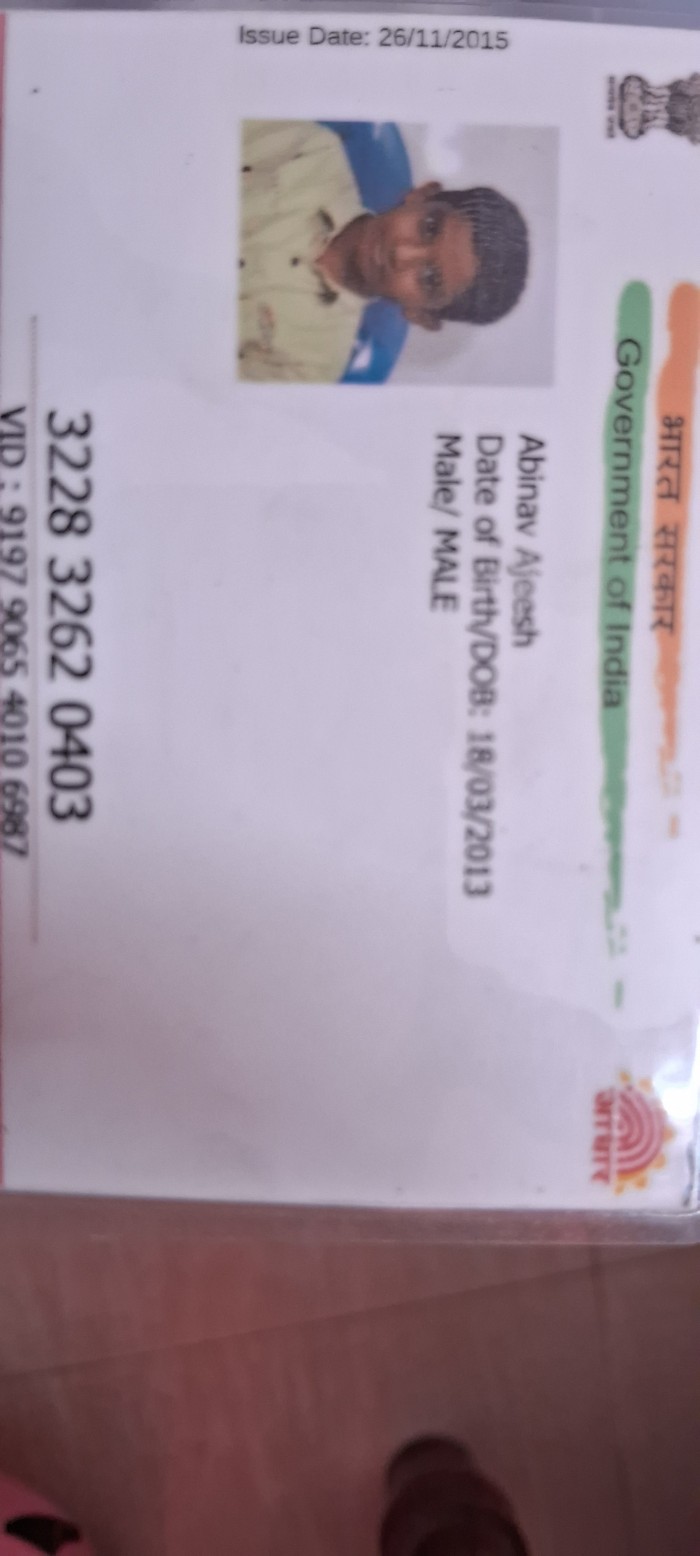 भारत सरकार
Government of India
आधार
Issue Date: 26/11/2015
Abinav Ajeesh
Date of Birth/DOB: 18/03/2013
Male/ MALE
3228 3262 0403
VID : 9197 9065 4010 6987